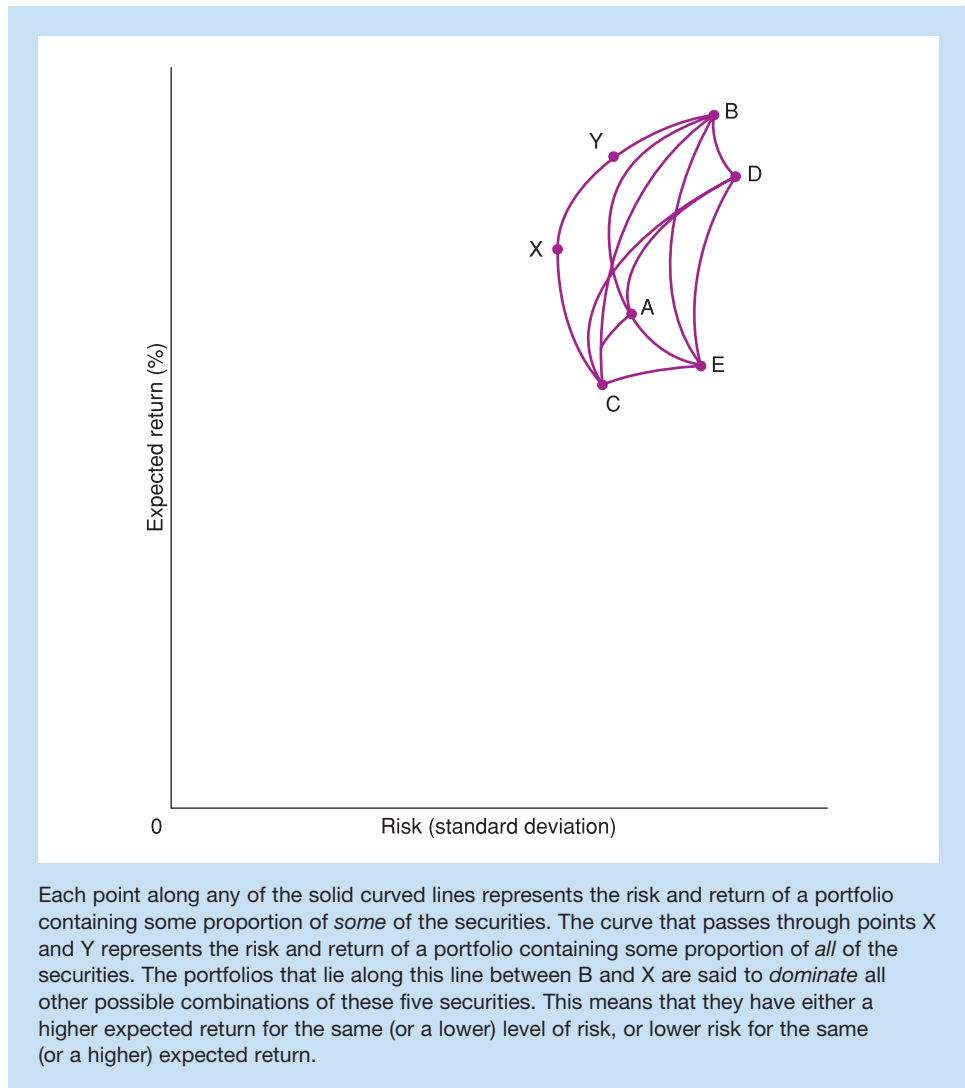 B
Y
D
X
A
E
C
Expected return (%)
0
Risk (standard deviation)
Each point along any of the solid curved lines represents the risk and return of a portfolio
containing some proportion of some of the securities. The curve that passes through points X
and Y represents the risk and return of a portfolio containing some proportion of all of the
securities. The portfolios that lie along this line between B and X are said to dominate all
other possible combinations of these five securities. This means that they have either a
higher expected return for the same (or a lower) level of risk, or lower risk for the same
(or a higher) expected return.